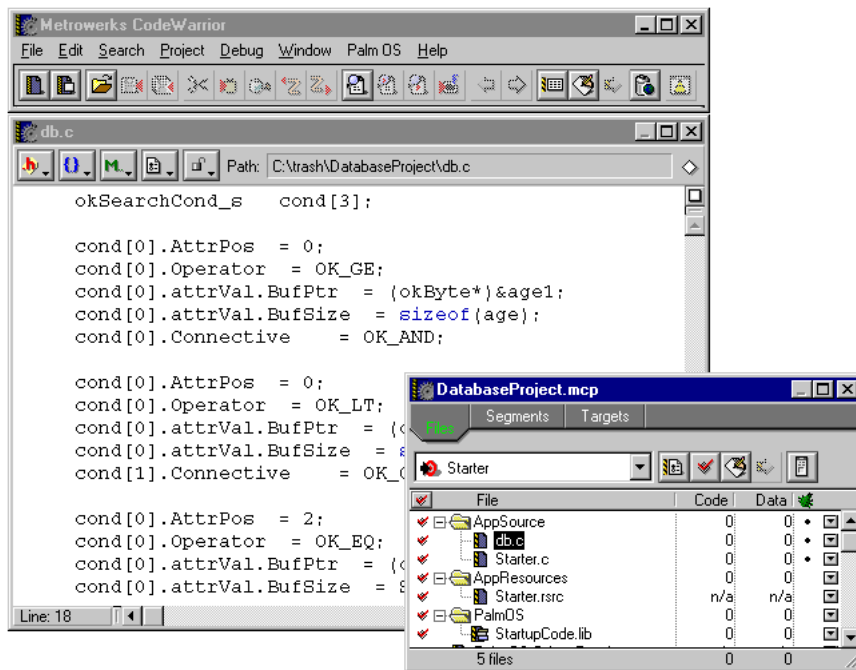 Metrowerks CodeWarrior
File Edit Search Project Debug Window Palm OS Help
db.c
Path: C:\trash\DatabaseProject\db.c
okSearchCond_s cond[3];
cond[0].AttrPos = 0;
cond[0].Operator = OK_GE;
cond[0].attrVal.BufPtr = (okByte*)&age1;
cond[0].attrVal.BufSize = sizeof(age);
cond[0].Connective = OK_AND;
cond[0].AttrPos = 0;
cond[0].Operator = OK_LT;
cond[0].attrVal.BufPtr = (
cond[0].attrVal.BufSize =
cond[1].Connective = OK_
cond[0].AttrPos = 2;
cond[0].Operator = OK_EQ;
cond[0].attrVal.BufPtr = (
cond[0].attrVal.BufSize =
Line: 18
DatabaseProject.mcp
Files Segments Targets
Starter
File Code Data
AppSource 0 0
db.c 0 0
Starter.c 0 0
AppResources 0 0
Starter.rsrc n/a n/a
PalmOS 0 0
StartupCode.lib 0 0
5 files 0 0